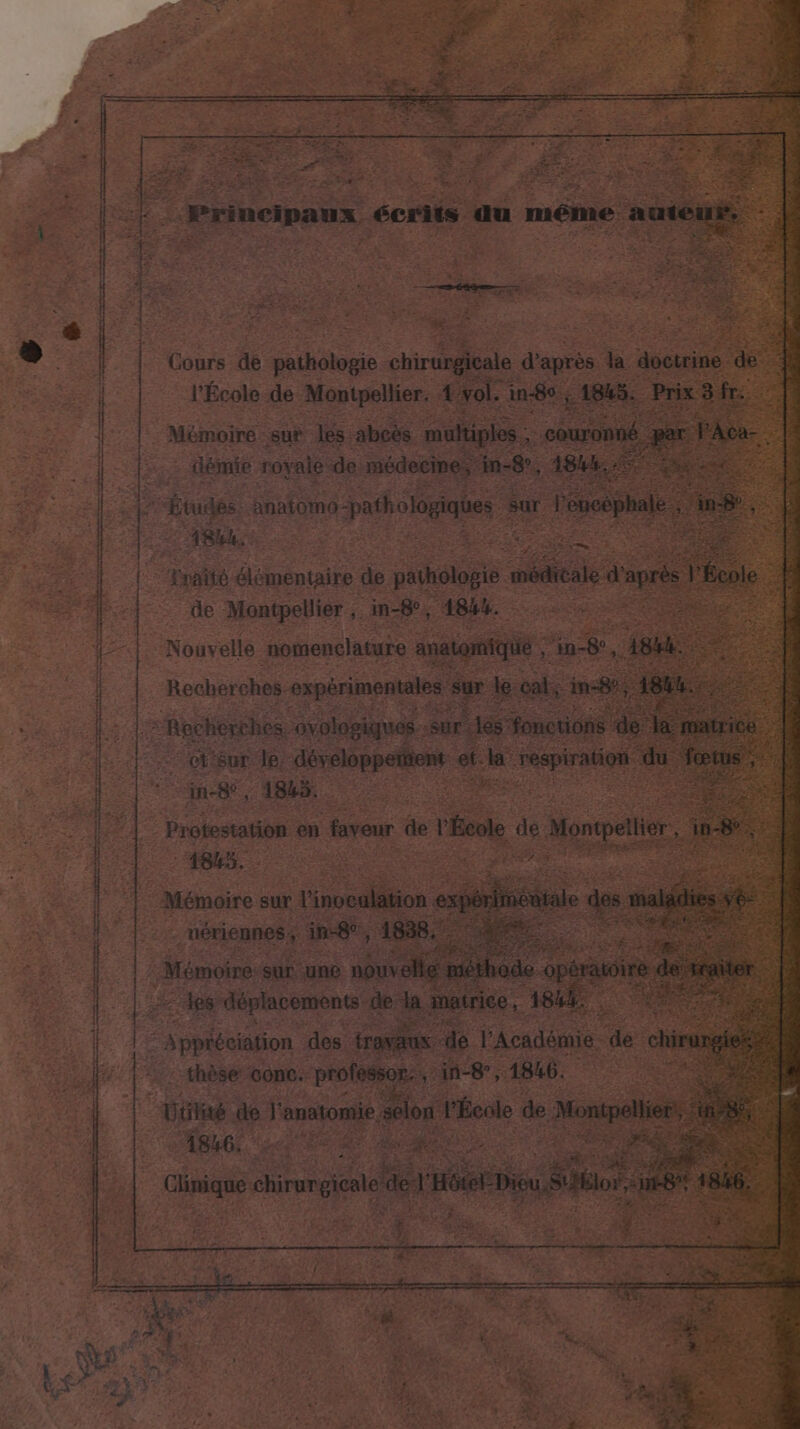 Principaux écrits du même auteur.
Cours de pathologie chirurgicale d'après la doctrine de
l'École de Montpellier. 1 vol. in-8°, 1845. Prix 3 fr.
Mémoire sur les abcès multiples, couronné par l'Aca-
démie royale de médecine, in-8°, 1844.
Études anatomo-pathologiques sur l'encéphale, in-8°,
1844.
Traité élémentaire de pathologie médicale d'après l'École
de Montpellier, in-8°, 1844.
Nouvelle nomenclature anatomique, in-8°, 1844.
Recherches expérimentales sur le cal, in-8°, 1844.
Recherches ovologiques sur les fonctions de la matrice
et sur le développement et la respiration du fœtus,
in-8°, 1845.
Protestation en faveur de l'École de Montpellier, in-8°,
1845.
Mémoire sur l'inoculation expérimentale des maladies vé-
nériennes, in-8°, 1838.
Mémoire sur une nouvelle méthode opératoire de traiter
les déplacements de la matrice, 1844.
Appréciation des travaux de l'Académie de chirurgie,
thèse conc. professor., in-8°, 1846.
Utilité de l'anatomie selon l'École de Montpellier, in-8°,
1846.
Clinique chirurgicale de l'Hôtel-Dieu St-Éloi, in-8°, 1846.